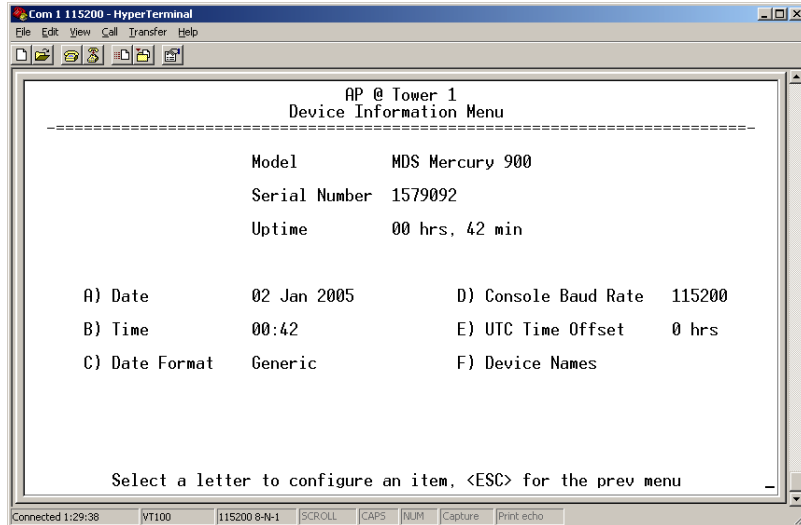 Com 1 115200 - HyperTerminal
File Edit View Call Transfer Help
AP @ Tower 1
Device Information Menu
-==========================================================================-
Model MDS Mercury 900
Serial Number 1579092
Uptime 00 hrs, 42 min
A) Date 02 Jan 2005 D) Console Baud Rate 115200
B) Time 00:42 E) UTC Time Offset 0 hrs
C) Date Format Generic F) Device Names
Select a letter to configure an item, <ESC> for the prev menu _
Connected 1:29:38 VT100 115200 8-N-1 SCROLL CAPS NUM Capture Print echo